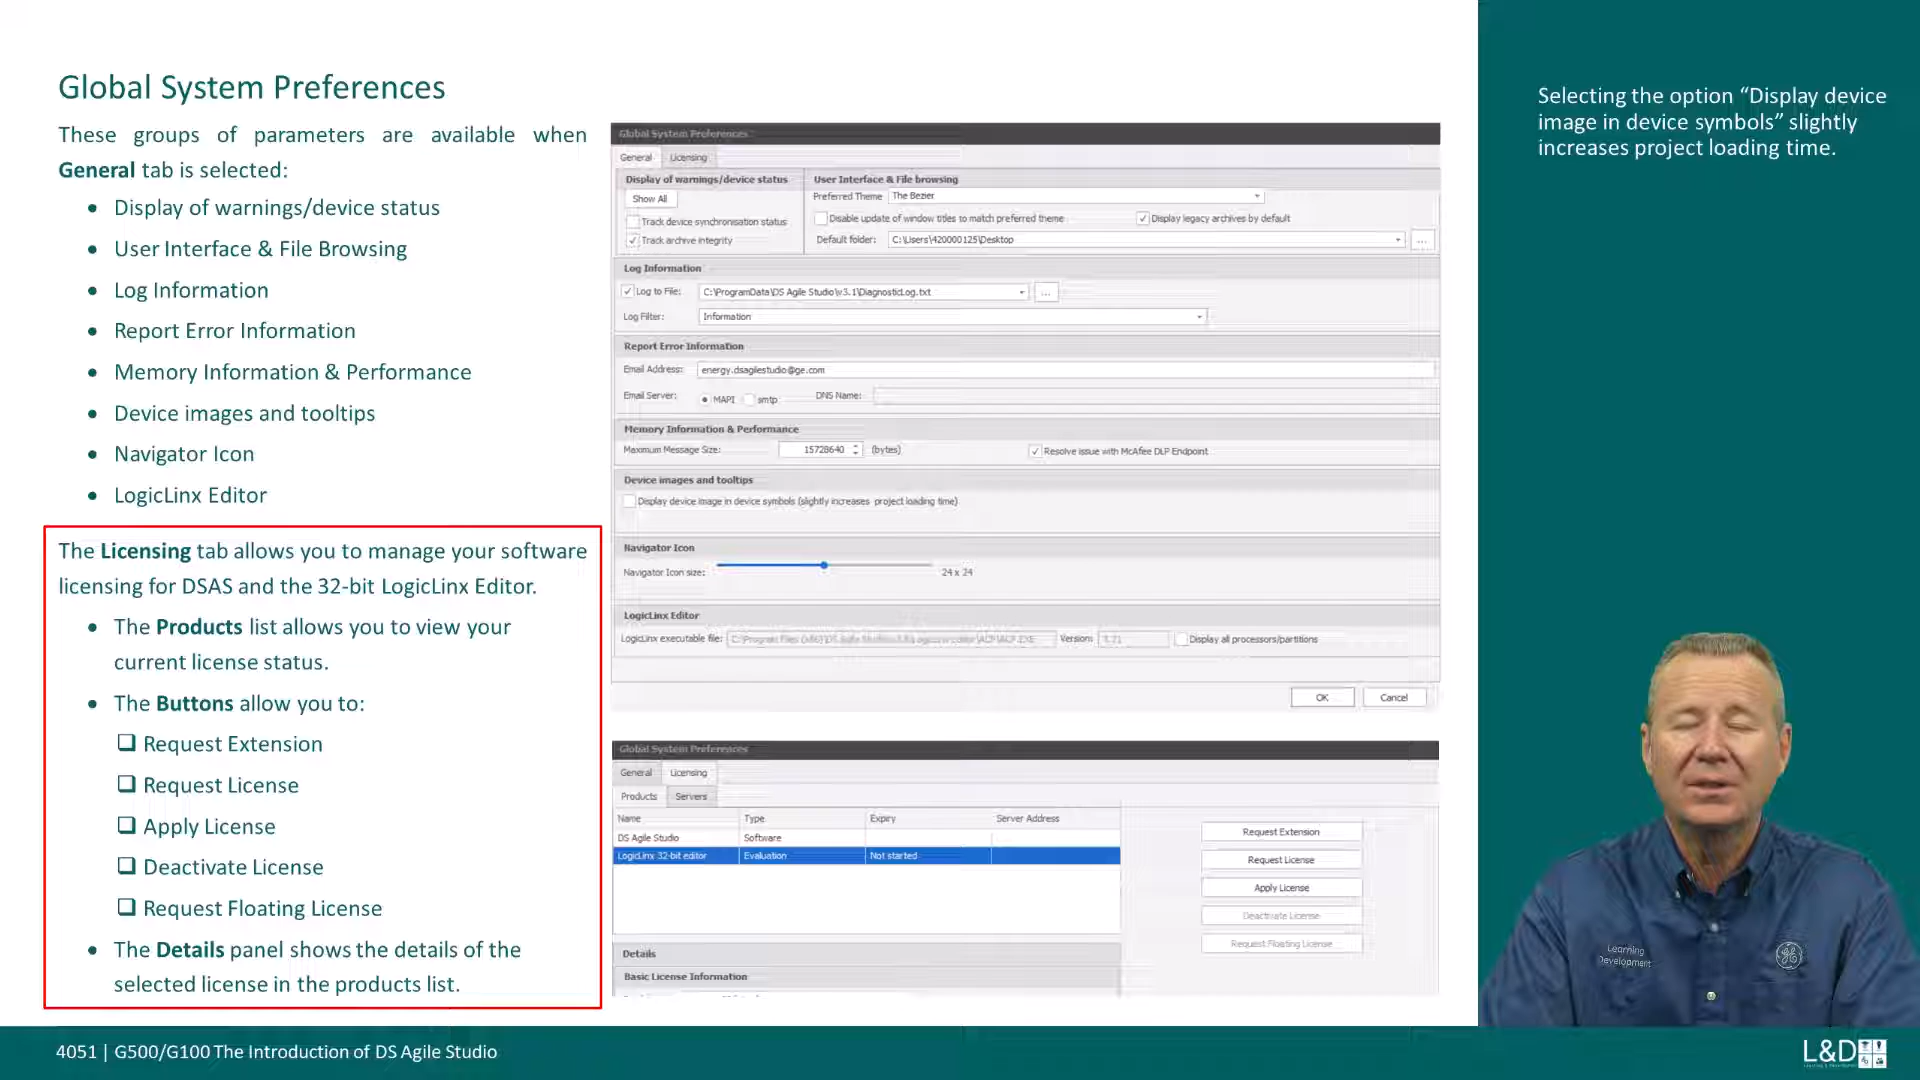 Global System Preferences
These groups of parameters are available when
General tab is selected:
• Display of warnings/device status
• User Interface & File Browsing
• Log Information
• Report Error Information
• Memory Information & Performance
• Device images and tooltips
• Navigator Icon
• LogicLinx Editor
The Licensing tab allows you to manage your software
licensing for DSAS and the 32-bit LogicLinx Editor.
• The Products list allows you to view your
current license status.
• The Buttons allow you to:
❑ Request Extension
❑ Request License
❑ Apply License
❑ Deactivate License
❑ Request Floating License
• The Details panel shows the details of the
selected license in the products list.
Global System Preferences
General Licensing
Display of warnings/device status User Interface & File browsing
Show All Preferred Theme The Bezier
Track device synchronisation status Disable update of window titles to match preferred theme Display legacy archives by default
Track archive integrity Default folder: C:\Users\420000125\Desktop ...
Log Information
Log to File: C:\ProgramData\DS Agile Studio\v3.1\DiagnosticLog.txt ...
Log Filter: Information
Report Error Information
Email Address: energy.dsagilestudio@ge.com
Email Server: MAPI smtp DNS Name:
Memory Information & Performance
Maximum Message Size: 15728640 (bytes) Resolve issue with McAfee DLP Endpoint
Device images and tooltips
Display device image in device symbols (slightly increases project loading time)
Navigator Icon
Navigator Icon size: 24 x 24
LogicLinx Editor
LogicLinx executable file: Version: Display all processors/partitions
OK Cancel
Global System Preferences
General Licensing
Products Servers
Name Type Expiry Server Address
DS Agile Studio Software
LogicLinx 32-bit editor Evaluation Not started
Request Extension
Request License
Apply License
Deactivate License
Request Floating License
Details
Basic License Information
Selecting the option “Display device
image in device symbols” slightly
increases project loading time.
Learning
Development
4051 | G500/G100 The Introduction of DS Agile Studio
L&D